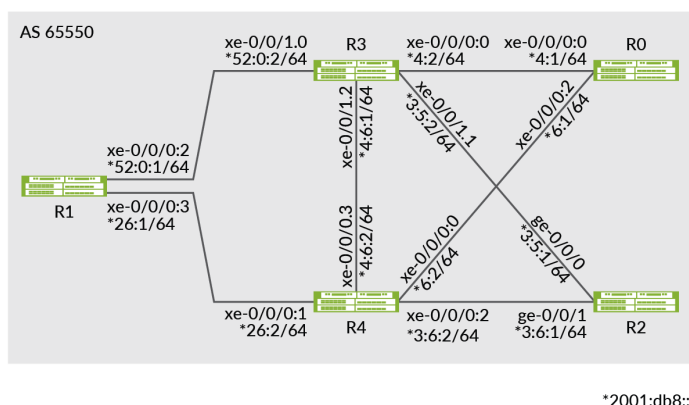 AS 65550
xe-0/0/1.0
*52:0:2/64
R3
xe-0/0/0:0
*4:2/64
xe-0/0/0:0
*4:1/64
R0
xe-0/0/1.2
*4:6:1/64
xe-0/0/1.1
*3:5:2/64
xe-0/0/0:2
*6:1/64
xe-0/0/0:2
*52:0:1/64
R1
xe-0/0/0:3
*26:1/64
xe-0/0/0.3
*4:6:2/64
xe-0/0/0:0
*6:2/64
ge-0/0/0
*3:5:1/64
xe-0/0/0:1
*26:2/64
R4
xe-0/0/0:2
*3:6:2/64
ge-0/0/1
*3:6:1/64
R2
*2001:db8::